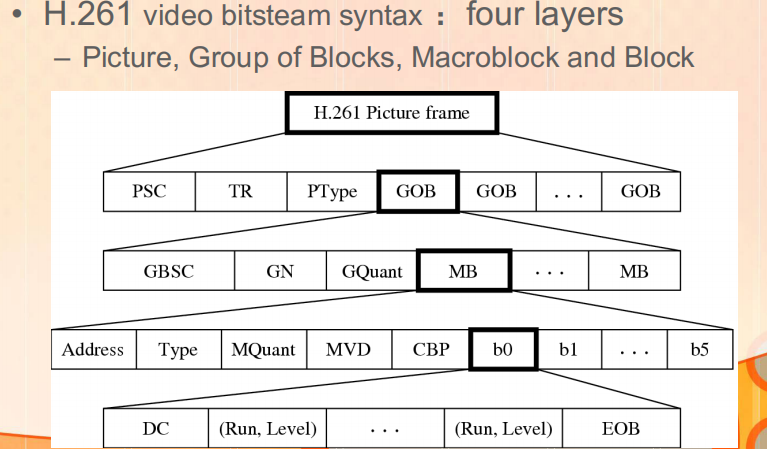 • H.261 video bitsteam syntax ： four layers
– Picture, Group of Blocks, Macroblock and Block
H.261 Picture frame
PSC TR PType GOB GOB . . . GOB
GBSC GN GQuant MB . . . MB
Address Type MQuant MVD CBP b0 b1 . . . b5
DC (Run, Level) . . . (Run, Level) EOB